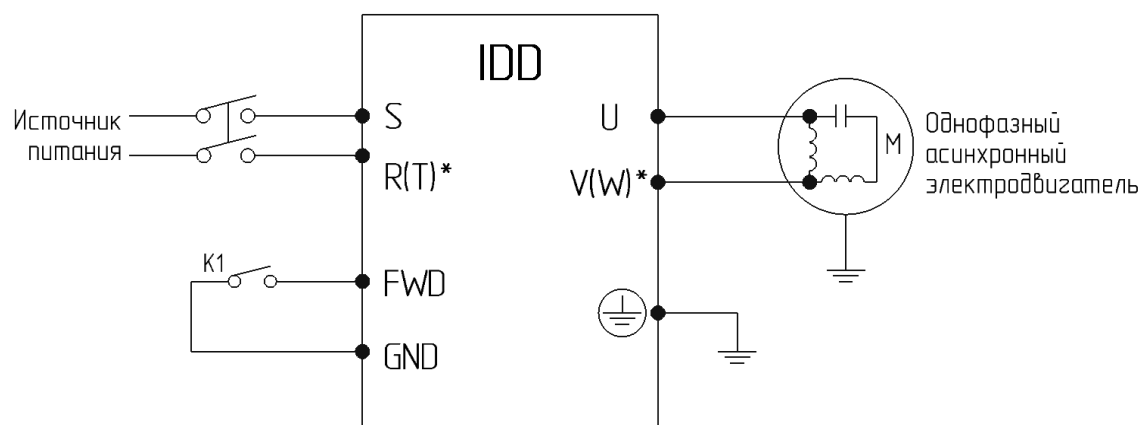 IDD
Источник
питания
S
R(T)*
U
V(W)*
M
Однофазный
асинхронный
электродвигатель
K1
FWD
GND